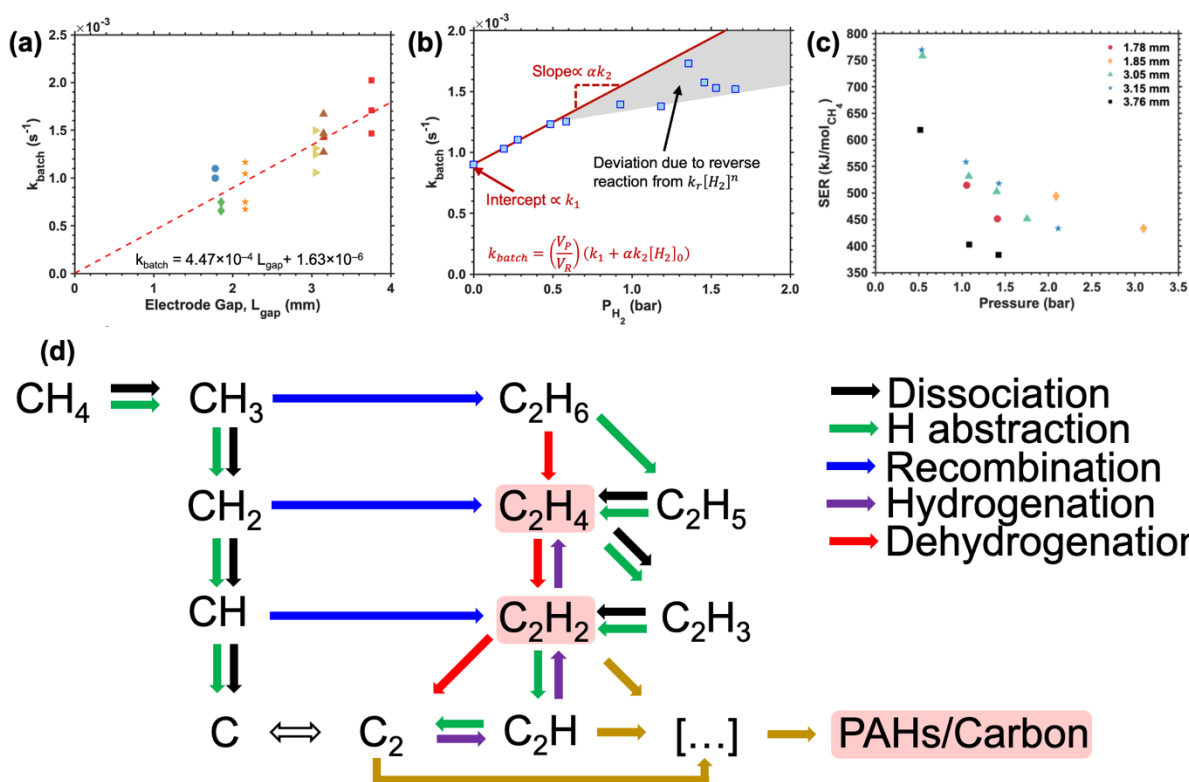 (a)
×10⁻³
2.5
2.0
1.5
1.0
0.5
0.0
k_batch (s⁻¹)
k_batch = 4.47×10⁻⁴ L_gap + 1.63×10⁻⁶
0 1 2 3 4
Electrode Gap, L_gap (mm)
(b)
×10⁻³
2.0
1.5
1.0
0.5
0.0
k_batch (s⁻¹)
Slope∝ αk₂
Deviation due to reverse
reaction from k_r[H₂]ⁿ
Intercept ∝ k₁
k_batch = (V_P/V_R) (k₁ + αk₂[H₂]₀)
0.0 0.5 1.0 1.5 2.0
P_H₂ (bar)
(c)
800
750
700
650
600
550
500
450
400
350
SER (kJ/mol_CH₄)
1.78 mm
1.85 mm
3.05 mm
3.15 mm
3.76 mm
0.0 0.5 1.0 1.5 2.0 2.5 3.0 3.5
Pressure (bar)
(d)
CH₄ CH₃ C₂H₆
CH₂ C₂H₄ C₂H₅
CH C₂H₂ C₂H₃
C C₂ C₂H [...] PAHs/Carbon
Dissociation
H abstraction
Recombination
Hydrogenation
Dehydrogenation